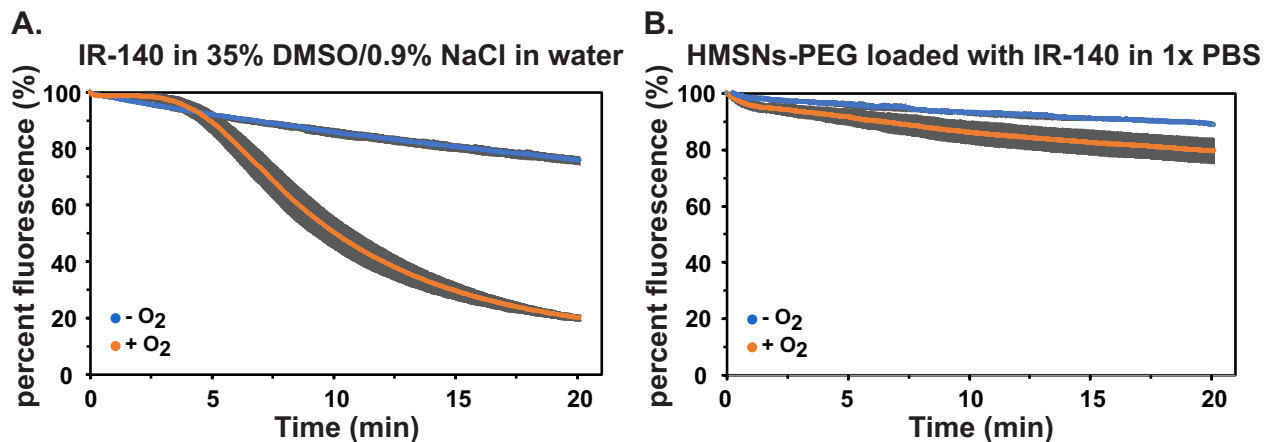 A.
IR-140 in 35% DMSO/0.9% NaCl in water
percent fluorescence (%)
100
80
60
40
20
0
- O₂
+ O₂
0 5 10 15 20
Time (min)
B.
HMSNs-PEG loaded with IR-140 in 1x PBS
percent fluorescence (%)
100
80
60
40
20
0
- O₂
+ O₂
0 5 10 15 20
Time (min)